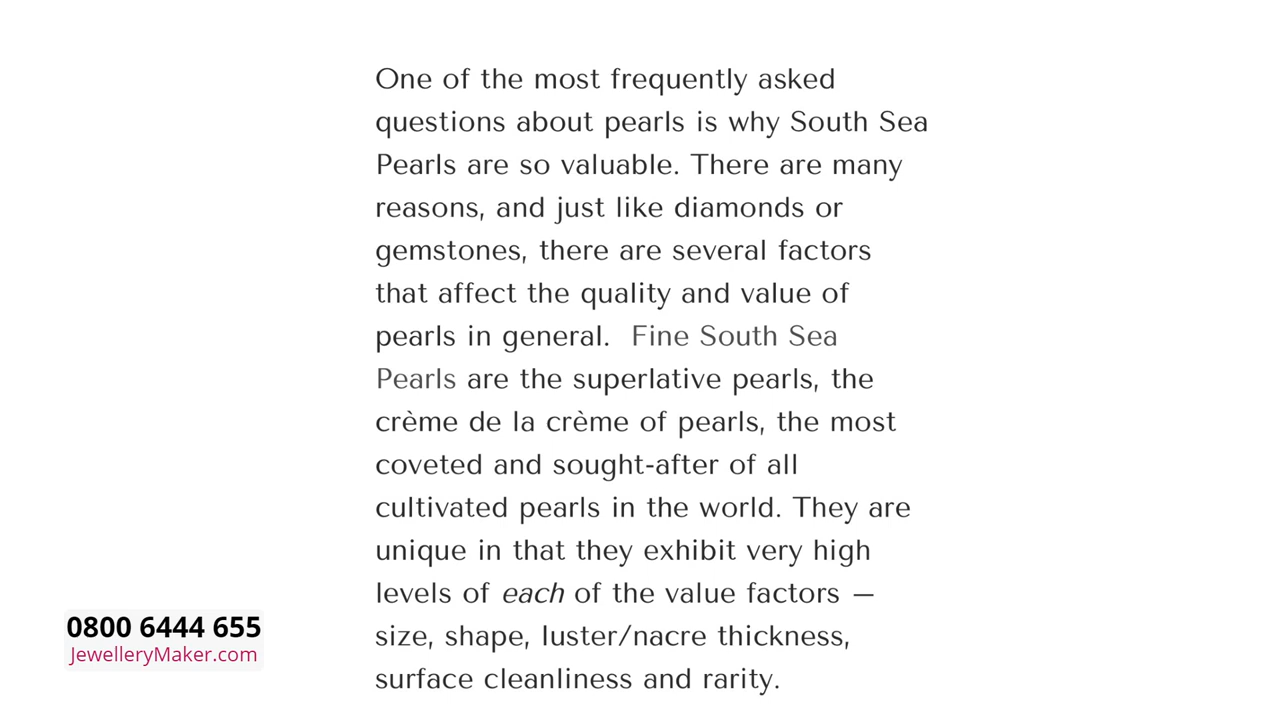 One of the most frequently asked
questions about pearls is why South Sea
Pearls are so valuable. There are many
reasons, and just like diamonds or
gemstones, there are several factors
that affect the quality and value of
pearls in general. Fine South Sea
Pearls are the superlative pearls, the
crème de la crème of pearls, the most
coveted and sought-after of all
cultivated pearls in the world. They are
unique in that they exhibit very high
levels of each of the value factors –
size, shape, luster/nacre thickness,
surface cleanliness and rarity.
0800 6444 655
JewelleryMaker.com